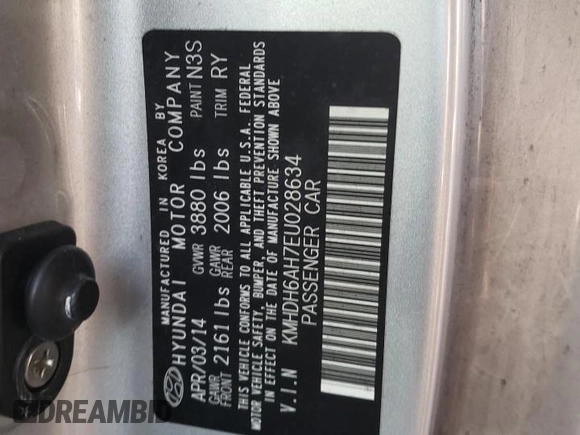 MANUFACTURED IN KOREA BY
HYUNDAI MOTOR COMPANY
APR/03/14 GVWR 3880 lbs PAINT N3S
GAWR FRONT 2161 lbs GAWR REAR 2006 lbs TRIM RY
THIS VEHICLE CONFORMS TO ALL APPLICABLE U.S.A. FEDERAL
MOTOR VEHICLE SAFETY, BUMPER, AND THEFT PREVENTION STANDARDS
IN EFFECT ON THE DATE OF MANUFACTURE SHOWN ABOVE
V.I.N KMHDH6AH7EU028634
PASSENGER CAR
DREAMBID